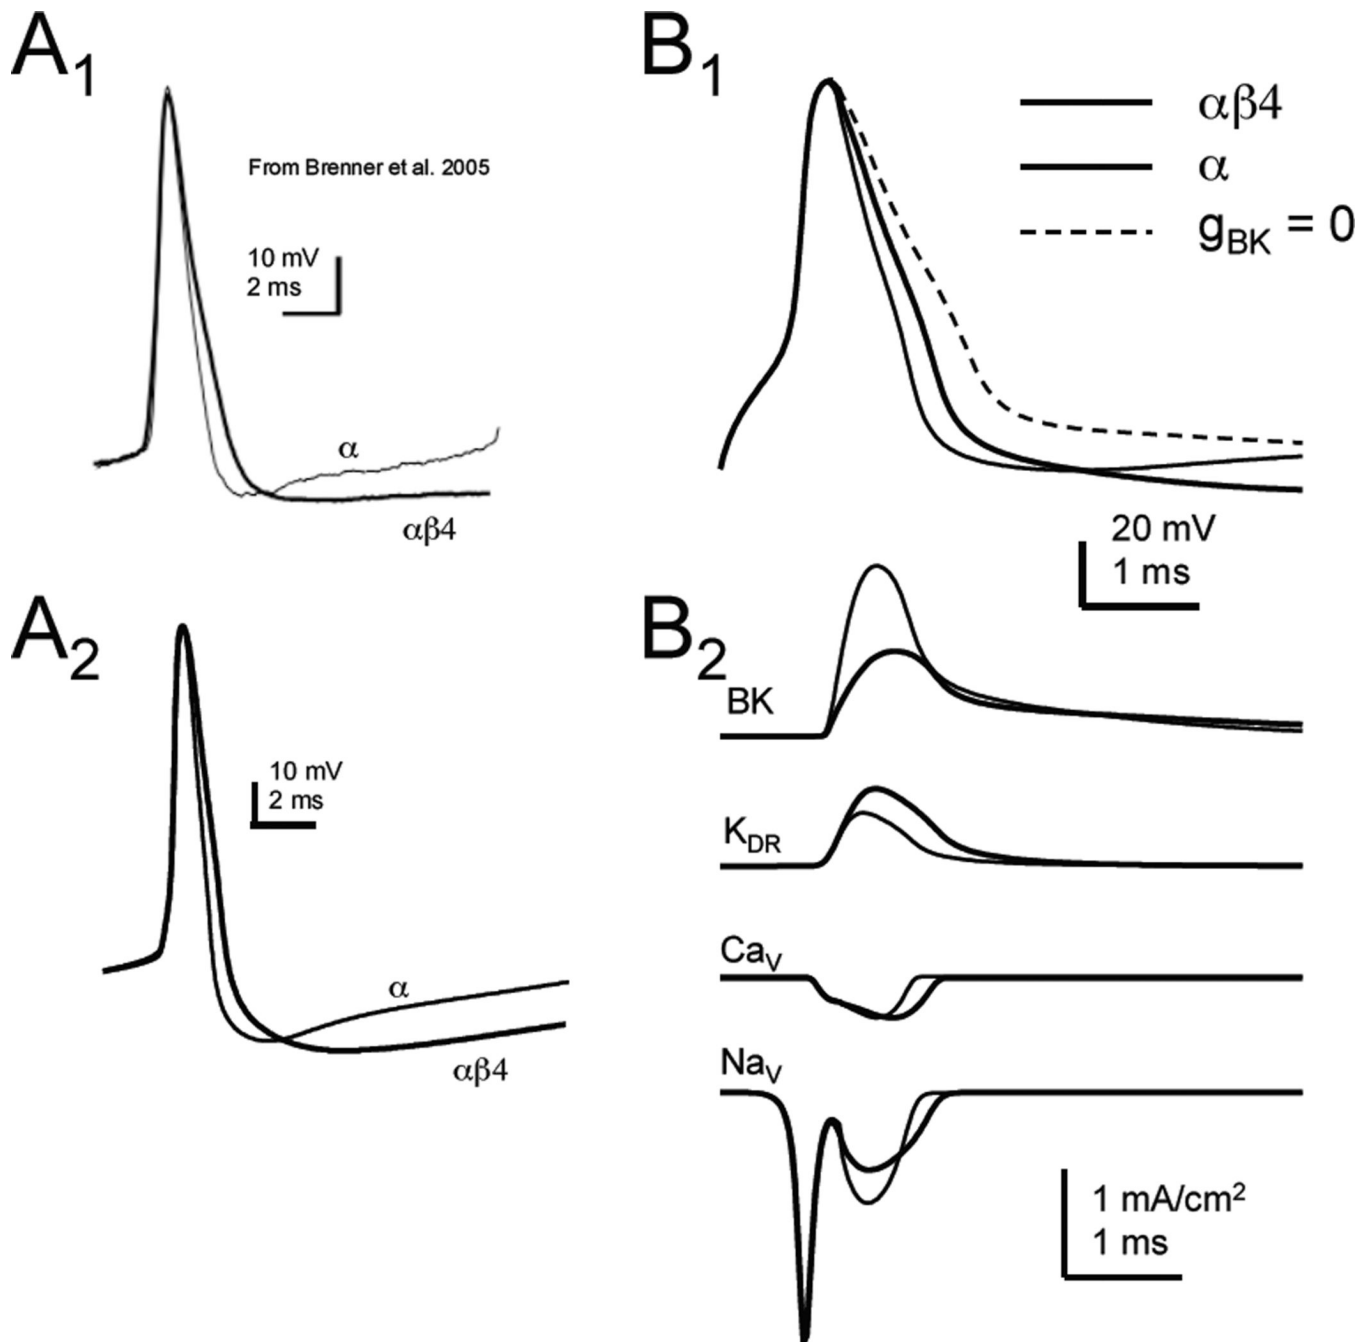 A1
From Brenner et al. 2005
10 mV
2 ms
α
αβ4
B1
αβ4
α
gBK = 0
20 mV
1 ms
A2
10 mV
2 ms
α
αβ4
B2
BK
KDR
CaV
NaV
1 mA/cm²
1 ms